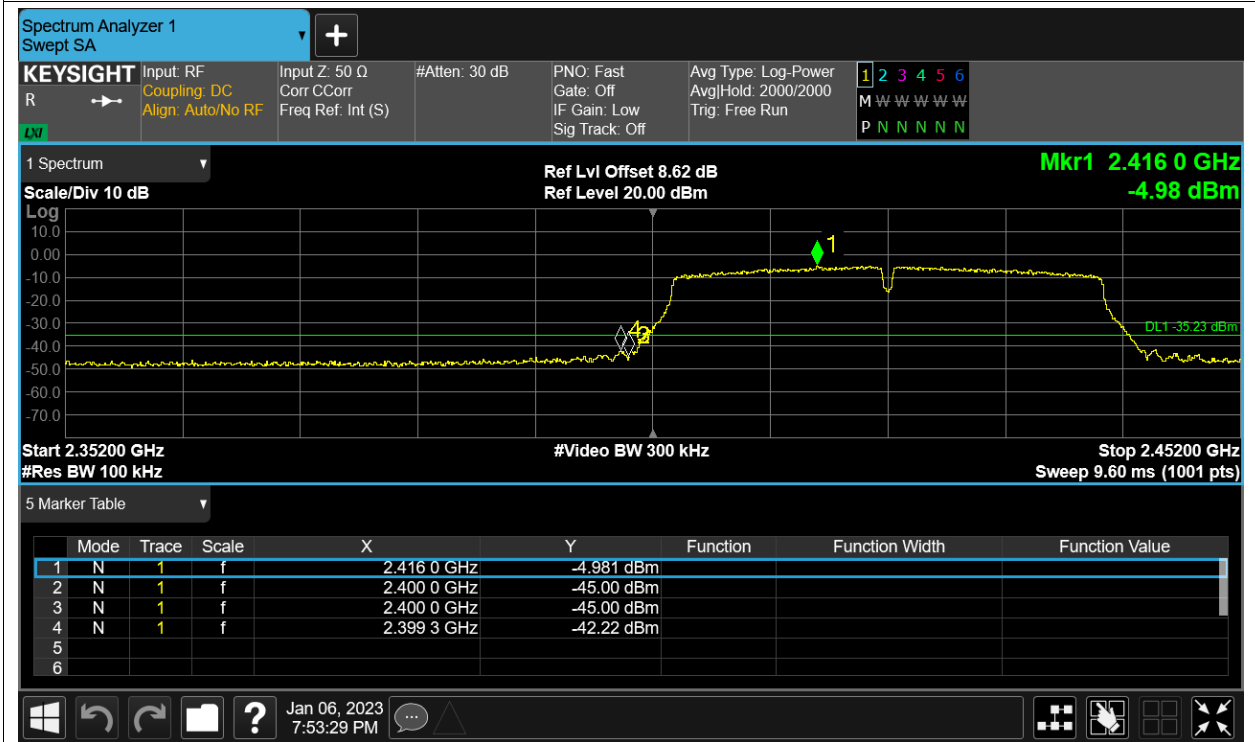 Spectrum Analyzer 1
Swept SA
+
KEYSIGHT
R
LXI
Input: RF
Coupling: DC
Align: Auto/No RF
Input Z: 50 Ω
Corr CCorr
Freq Ref: Int (S)
#Atten: 30 dB
PNO: Fast
Gate: Off
IF Gain: Low
Sig Track: Off
Avg Type: Log-Power
Avg|Hold: 2000/2000
Trig: Free Run
1 2 3 4 5 6
M W W W W W
P N N N N N
1 Spectrum
Scale/Div 10 dB
Ref Lvl Offset 8.62 dB
Ref Level 20.00 dBm
Mkr1 2.416 0 GHz
-4.98 dBm
Log
10.0
0.00
-10.0
-20.0
-30.0
-40.0
-50.0
-60.0
-70.0
1
4
2
DL1 -35.23 dBm
Start 2.35200 GHz
#Video BW 300 kHz
Stop 2.45200 GHz
#Res BW 100 kHz
Sweep 9.60 ms (1001 pts)
5 Marker Table
Mode Trace Scale X Y Function Function Width Function Value
1 N 1 f 2.416 0 GHz -4.981 dBm
2 N 1 f 2.400 0 GHz -45.00 dBm
3 N 1 f 2.400 0 GHz -45.00 dBm
4 N 1 f 2.399 3 GHz -42.22 dBm
5
6
?
Jan 06, 2023
7:53:29 PM